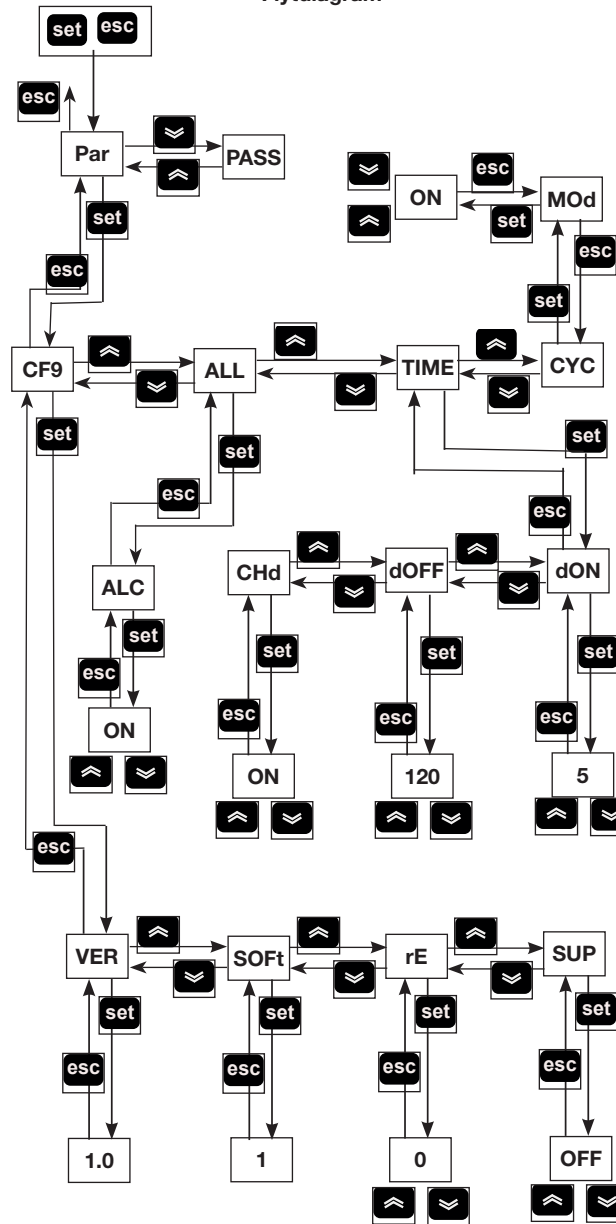 Flytdiagram
set esc
esc
Par
PASS
ON
esc
MOd
set
set
esc
esc
set
CF9
ALL
TIME
CYC
set
set
set
esc
esc
ALC
CHd
dOFF
dON
set
set
set
set
esc
esc
esc
esc
ON
ON
120
5
esc
VER
SOFt
rE
SUP
set
set
set
set
esc
esc
esc
esc
1.0
1
0
OFF